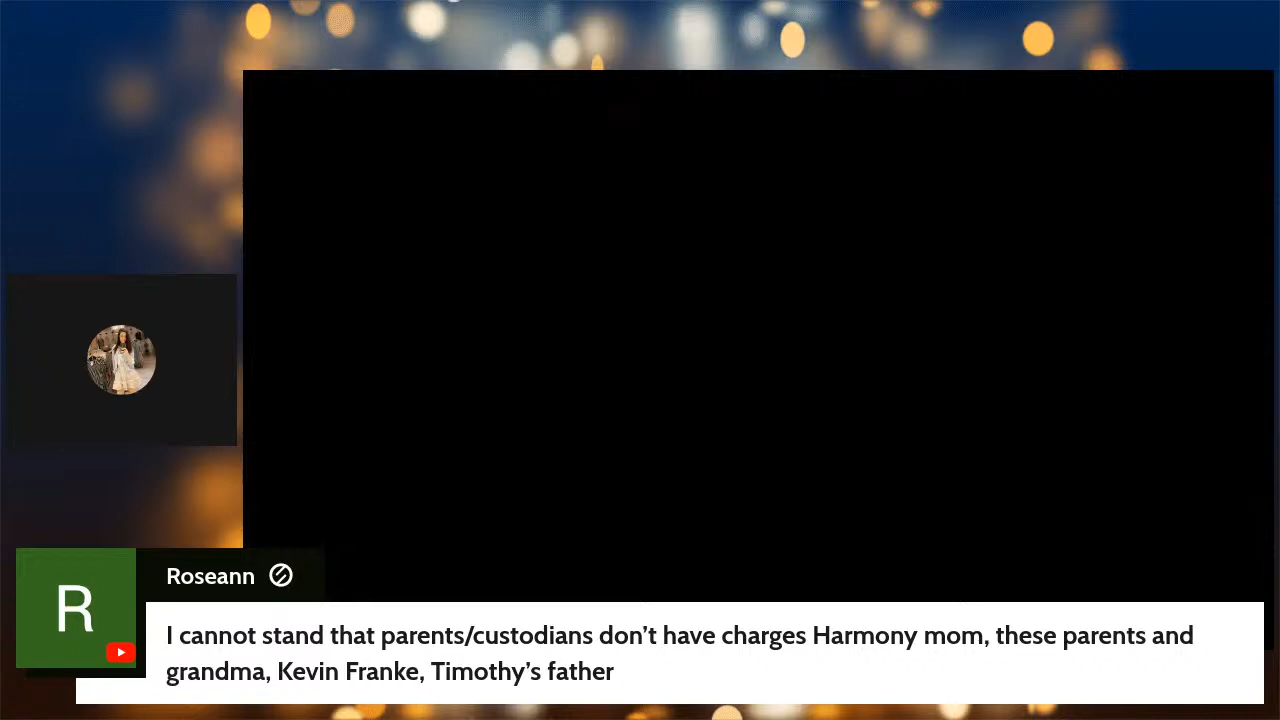 R
Roseann
I cannot stand that parents/custodians don’t have charges Harmony mom, these parents and
grandma, Kevin Franke, Timothy’s father